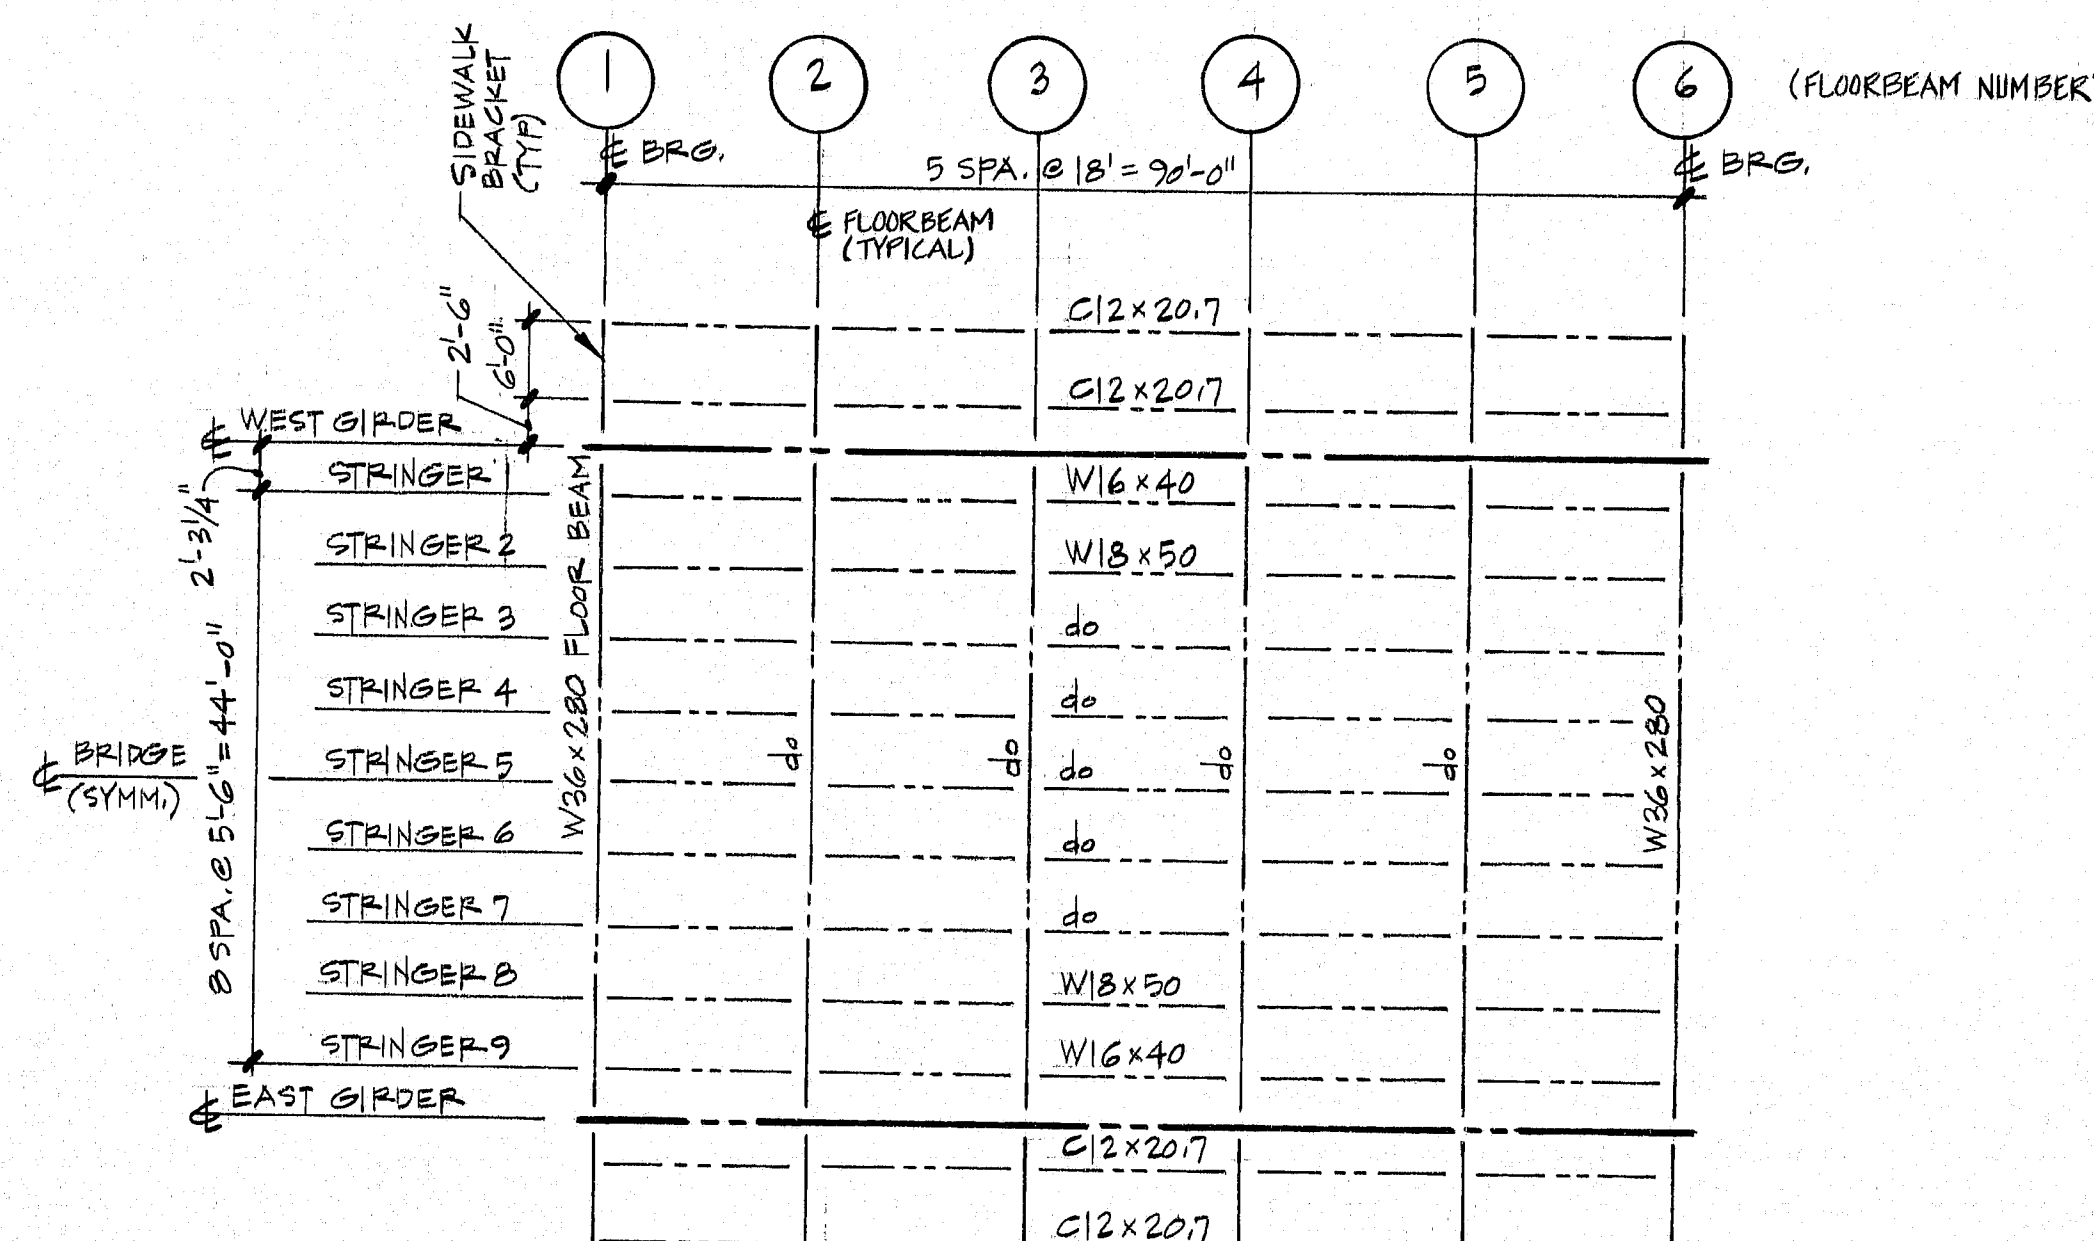 1 2 3 4 5 6 (FLOORBEAM NUMBER)
SIDEWALK
BRACKET
(TYP)
℄ BRG.
5 SPA. @ 18' = 90'-0"
℄ BRG.
℄ FLOORBEAM
(TYPICAL)
2'-6"
6'-0"
C12×20.7
C12×20.7
℄ WEST GIRDER
2'-3 1/4"
8 SPA. @ 5'-6" = 44'-0"
STRINGER 1 W16×40
STRINGER 2 W18×50
STRINGER 3 do
STRINGER 4 do
℄ BRIDGE
(SYMM.)
STRINGER 5 do
STRINGER 6 do
STRINGER 7 do
STRINGER 8 W18×50
STRINGER 9 W16×40
W36×280 FLOOR BEAM
do
do
do
do
W36×280
℄ EAST GIRDER
C12×20.7
C12×20.7